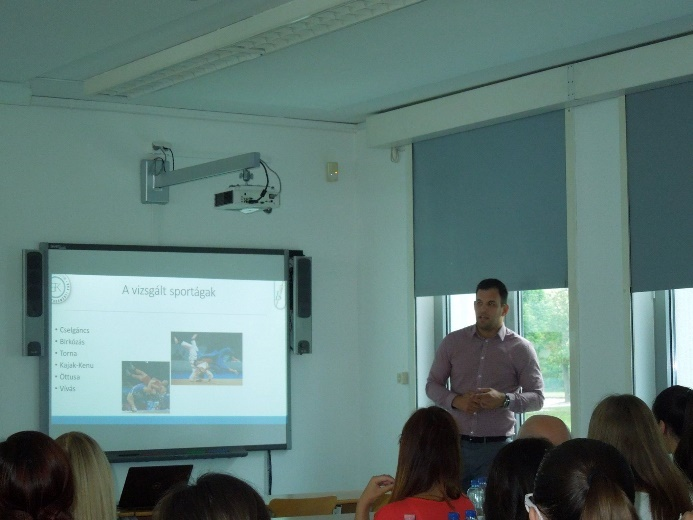 A vizsgált sportágak
• Cselgáncs
• Birkózás
• Torna
• Kajak-Kenu
• Öttusa
• Vívás